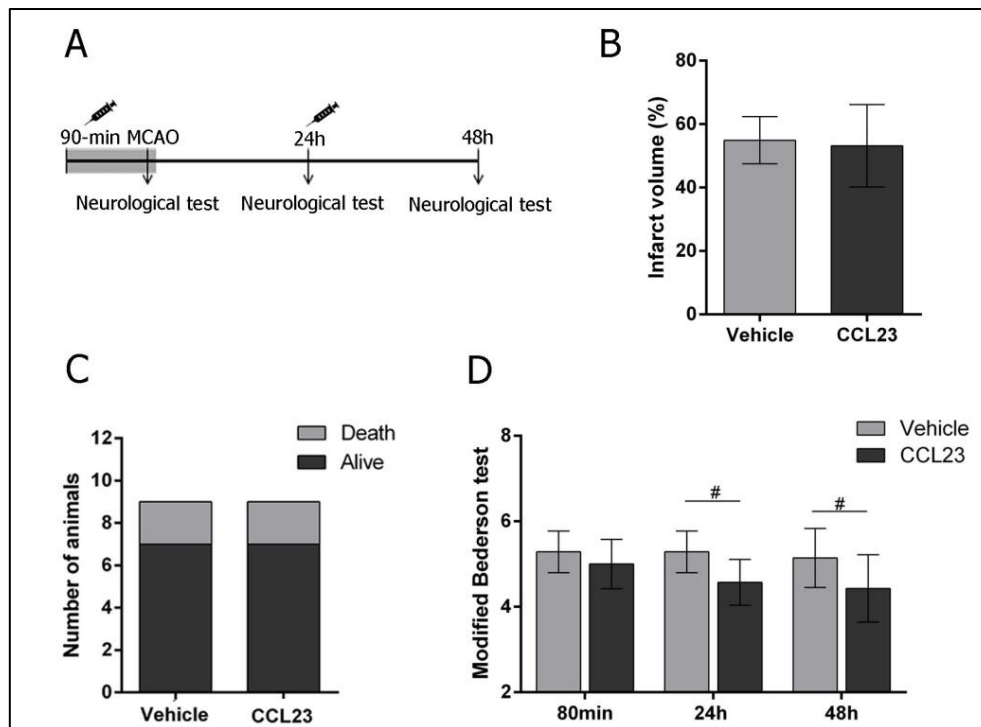 A
90-min MCAO 24h 48h
Neurological test Neurological test Neurological test
B
80
60
40
20
0
Infarct volume (%)
Vehicle CCL23
C
Death
Alive
12
10
8
6
4
2
0
Number of animals
Vehicle CCL23
D
Vehicle
CCL23
8
6
4
2
Modified Bederson test
# #
80min 24h 48h